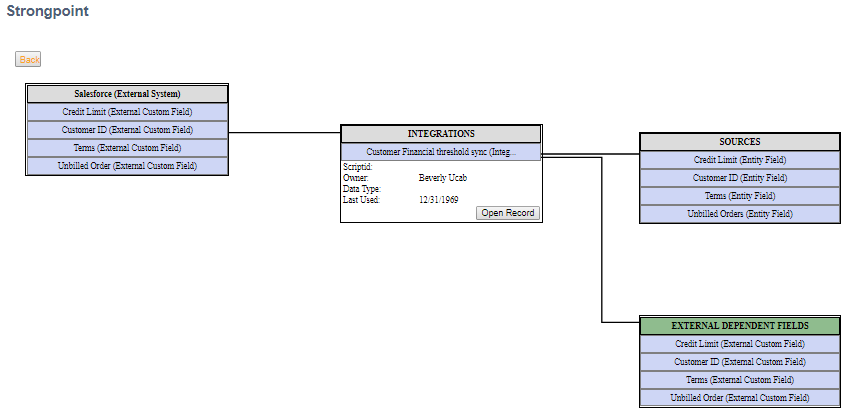 Strongpoint
Back
Salesforce (External System)
Credit Limit (External Custom Field)
Customer ID (External Custom Field)
Terms (External Custom Field)
Unbilled Order (External Custom Field)
INTEGRATIONS
Customer Financial threshold sync (Integ...
Scriptid:
Owner: Beverly Ucab
Data Type:
Last Used: 12/31/1969
Open Record
SOURCES
Credit Limit (Entity Field)
Customer ID (Entity Field)
Terms (Entity Field)
Unbilled Orders (Entity Field)
EXTERNAL DEPENDENT FIELDS
Credit Limit (External Custom Field)
Customer ID (External Custom Field)
Terms (External Custom Field)
Unbilled Order (External Custom Field)